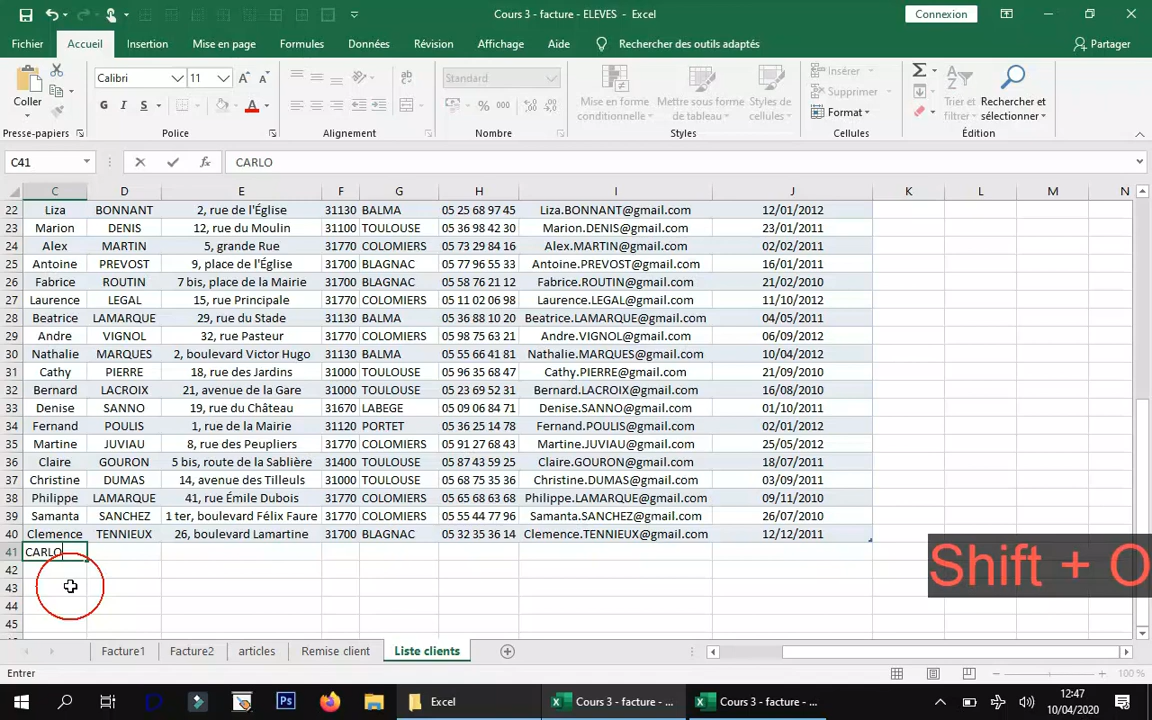 Cours 3 - facture - ELEVES - Excel
Connexion
Fichier Accueil Insertion Mise en page Formules Données Révision Affichage Aide Rechercher des outils adaptés Partager
Coller
Presse-papiers
Calibri 11
G I S
Police
Alignement
Standard
% 000
Nombre
Mise en forme conditionnelle
Mettre sous forme de tableau
Styles de cellules
Styles
Insérer
Supprimer
Format
Cellules
Trier et filtrer
Rechercher et sélectionner
Édition
C41 fx CARLO
C D E F G H I J K L M N
22 Liza BONNANT 2, rue de l'Église 31130 BALMA 05 25 68 97 45 Liza.BONNANT@gmail.com 12/01/2012
23 Marion DENIS 12, rue du Moulin 31100 TOULOUSE 05 36 98 42 30 Marion.DENIS@gmail.com 23/01/2011
24 Alex MARTIN 5, grande Rue 31770 COLOMIERS 05 73 29 84 16 Alex.MARTIN@gmail.com 02/02/2011
25 Antoine PREVOST 9, place de l'Église 31700 BLAGNAC 05 77 96 55 33 Antoine.PREVOST@gmail.com 16/01/2011
26 Fabrice ROUTIN 7 bis, place de la Mairie 31700 BLAGNAC 05 58 76 21 12 Fabrice.ROUTIN@gmail.com 21/02/2010
27 Laurence LEGAL 15, rue Principale 31770 COLOMIERS 05 11 02 06 98 Laurence.LEGAL@gmail.com 11/10/2012
28 Beatrice LAMARQUE 29, rue du Stade 31130 BALMA 05 36 88 10 20 Beatrice.LAMARQUE@gmail.com 04/05/2011
29 Andre VIGNOL 32, rue Pasteur 31770 COLOMIERS 05 98 75 63 21 Andre.VIGNOL@gmail.com 06/09/2012
30 Nathalie MARQUES 2, boulevard Victor Hugo 31130 BALMA 05 55 66 41 81 Nathalie.MARQUES@gmail.com 10/04/2012
31 Cathy PIERRE 18, rue des Jardins 31000 TOULOUSE 05 96 35 68 47 Cathy.PIERRE@gmail.com 21/09/2010
32 Bernard LACROIX 21, avenue de la Gare 31000 TOULOUSE 05 23 69 52 31 Bernard.LACROIX@gmail.com 16/08/2010
33 Denise SANNO 19, rue du Château 31670 LABEGE 05 09 06 84 71 Denise.SANNO@gmail.com 01/10/2011
34 Fernand POULIS 1, rue de la Mairie 31120 PORTET 05 36 25 14 78 Fernand.POULIS@gmail.com 02/01/2012
35 Martine JUVIAU 8, rue des Peupliers 31770 COLOMIERS 05 91 27 68 43 Martine.JUVIAU@gmail.com 25/05/2012
36 Claire GOURON 5 bis, route de la Sablière 31400 TOULOUSE 05 87 43 59 25 Claire.GOURON@gmail.com 18/07/2011
37 Christine DUMAS 14, avenue des Tilleuls 31000 TOULOUSE 05 68 75 35 36 Christine.DUMAS@gmail.com 03/09/2011
38 Philippe LAMARQUE 41, rue Émile Dubois 31770 COLOMIERS 05 65 68 63 68 Philippe.LAMARQUE@gmail.com 09/11/2010
39 Samanta SANCHEZ 1 ter, boulevard Félix Faure 31770 COLOMIERS 05 55 44 77 96 Samanta.SANCHEZ@gmail.com 26/07/2010
40 Clemence TENNIEUX 26, boulevard Lamartine 31700 BLAGNAC 05 32 35 36 14 Clemence.TENNIEUX@gmail.com 12/12/2011
41 CARLO
42
43
44
45
Shift + O
Facture1 Facture2 articles Remise client Liste clients
Entrer
100 %
Excel
Cours 3 - facture - ...
Cours 3 - facture - ...
12:47
10/04/2020